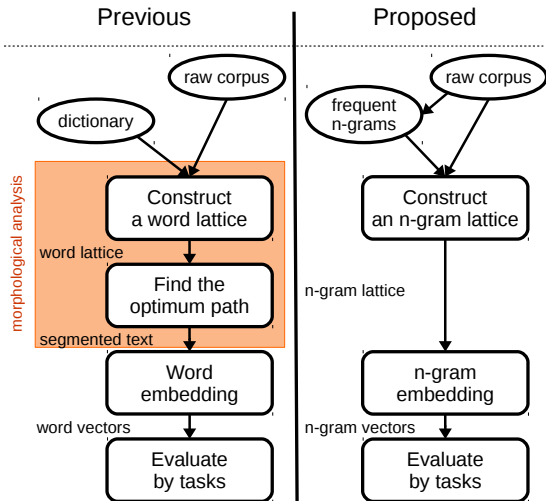 Previous
raw corpus
dictionary
morphological analysis
Construct
a word lattice
word lattice
Find the
optimum path
segmented text
Word
embedding
word vectors
Evaluate
by tasks
Proposed
raw corpus
frequent
n-grams
Construct
an n-gram lattice
n-gram lattice
n-gram
embedding
n-gram vectors
Evaluate
by tasks